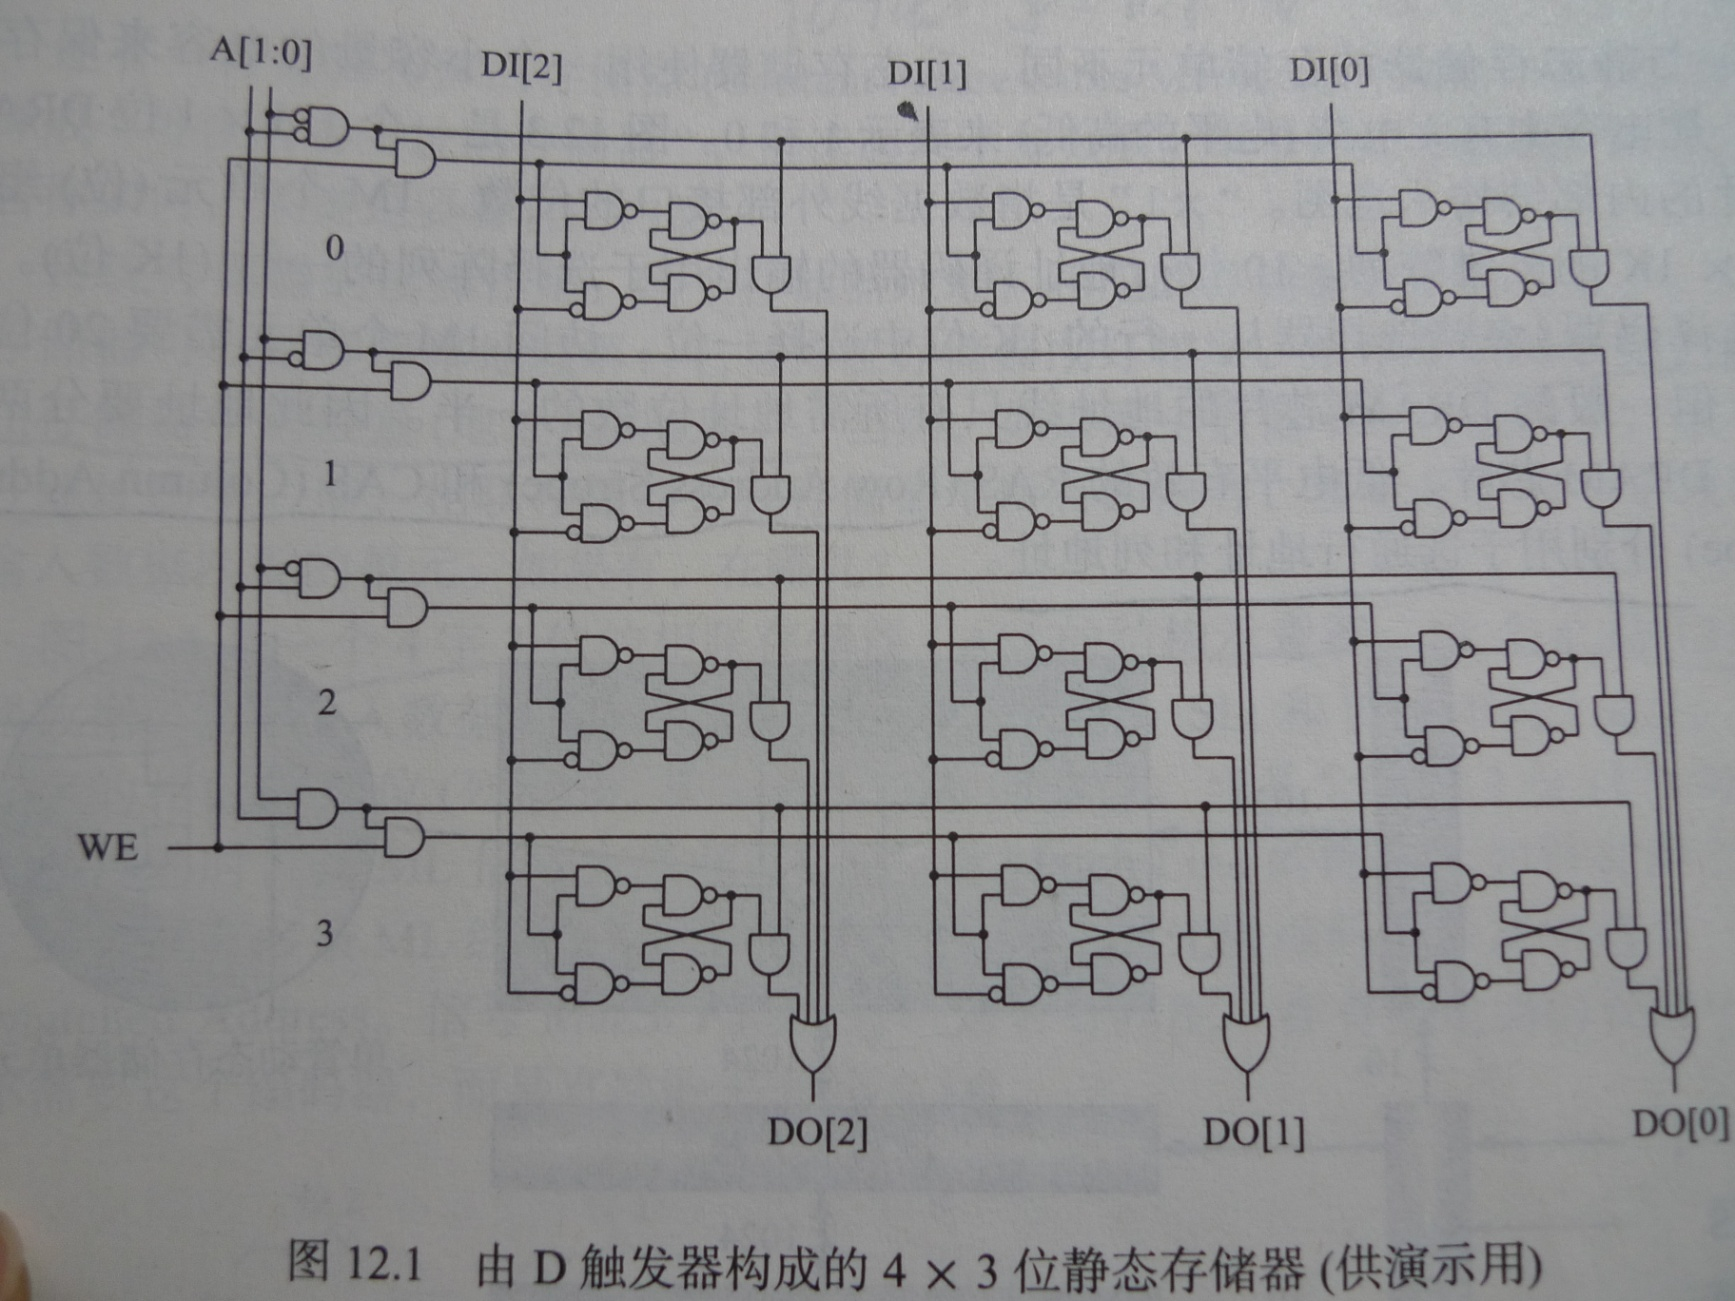 A[1:0]
DI[2]
DI[1]
DI[0]
0
1
2
3
WE
DO[2]
DO[1]
DO[0]
图 12.1 由 D 触发器构成的 4 × 3 位静态存储器 (供演示用)